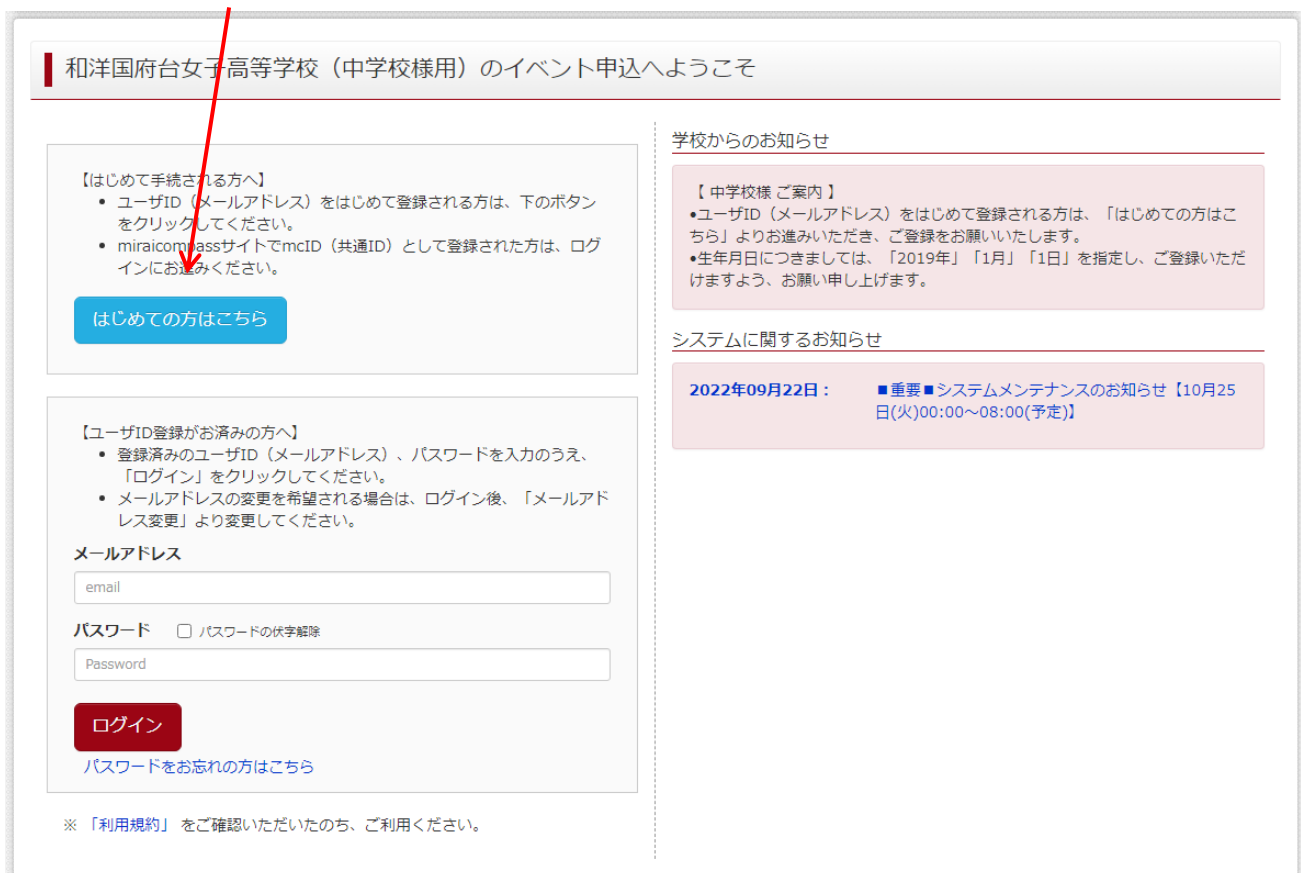 和洋国府台女子高等学校（中学校様用）のイベント申込へようこそ
【はじめて手続される方へ】
• ユーザID（メールアドレス）をはじめて登録される方は、下のボタン
をクリックしてください。
• miraicompassサイトでmcID（共通ID）として登録された方は、ログ
インにお進みください。
はじめての方はこちら
【ユーザID登録がお済みの方へ】
• 登録済みのユーザID（メールアドレス）、パスワードを入力のうえ、
「ログイン」をクリックしてください。
• メールアドレスの変更を希望される場合は、ログイン後、「メールアド
レス変更」より変更してください。
メールアドレス
email
パスワード パスワードの伏字解除
Password
ログイン
パスワードをお忘れの方はこちら
※ 「利用規約」 をご確認いただいたのち、ご利用ください。
学校からのお知らせ
【 中学校様 ご案内 】
•ユーザID（メールアドレス）をはじめて登録される方は、「はじめての方はこ
ちら」よりお進みいただき、ご登録をお願いいたします。
•生年月日につきましては、「2019年」「1月」「1日」を指定し、ご登録いただ
けますよう、お願い申し上げます。
システムに関するお知らせ
2022年09月22日： ■重要■システムメンテナンスのお知らせ【10月25
日(火)00:00～08:00(予定)】